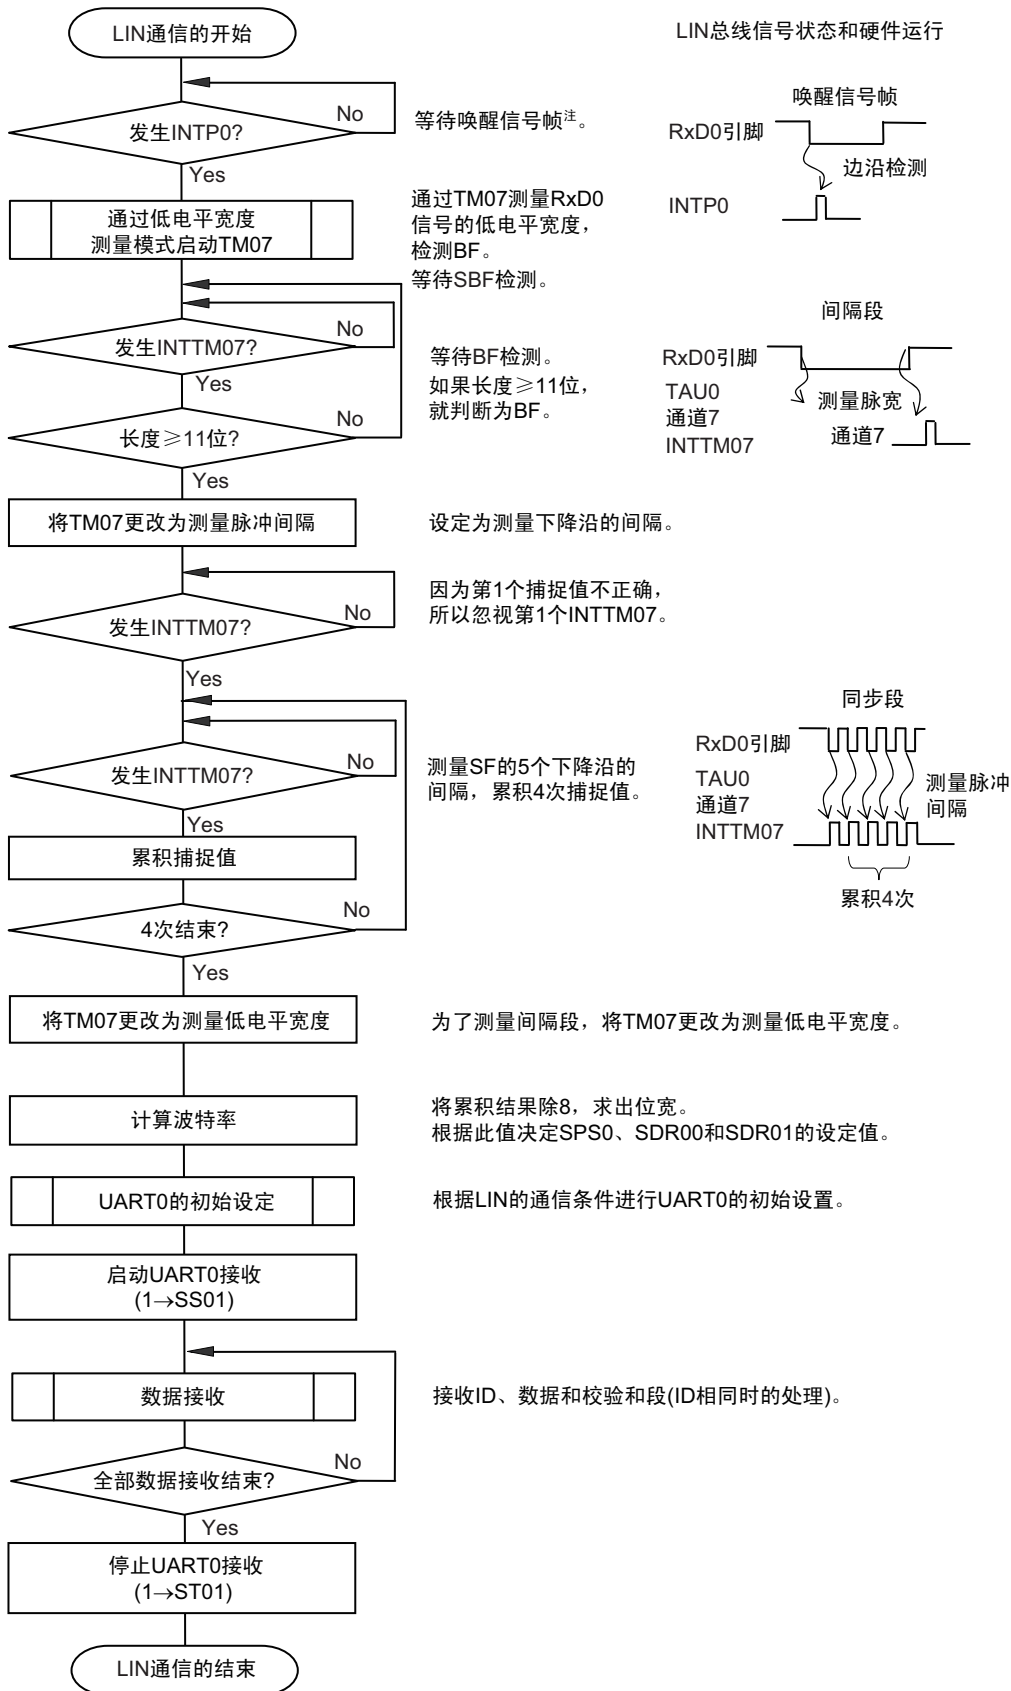 LIN通信的开始
LIN总线信号状态和硬件运行
发生INTP0?
No
Yes
等待唤醒信号帧注。
唤醒信号帧
RxD0引脚
边沿检测
INTP0
通过低电平宽度
测量模式启动TM07
通过TM07测量RxD0
信号的低电平宽度，
检测BF。
等待SBF检测。
发生INTTM07?
No
Yes
等待BF检测。
如果长度≥11位，
就判断为BF。
间隔段
RxD0引脚
TAU0
通道7
INTTM07
测量脉宽
通道7
长度≥11位?
No
Yes
将TM07更改为测量脉冲间隔
设定为测量下降沿的间隔。
发生INTTM07?
No
Yes
因为第1个捕捉值不正确，
所以忽视第1个INTTM07。
发生INTTM07?
No
Yes
测量SF的5个下降沿的
间隔，累积4次捕捉值。
同步段
RxD0引脚
TAU0
通道7
INTTM07
测量脉冲
间隔
累积4次
累积捕捉值
4次结束?
No
Yes
将TM07更改为测量低电平宽度
为了测量间隔段，将TM07更改为测量低电平宽度。
计算波特率
将累积结果除8，求出位宽。
根据此值决定SPS0、SDR00和SDR01的设定值。
UART0的初始设定
根据LIN的通信条件进行UART0的初始设置。
启动UART0接收
(1→SS01)
数据接收
接收ID、数据和校验和段(ID相同时的处理)。
全部数据接收结束?
No
Yes
停止UART0接收
(1→ST01)
LIN通信的结束